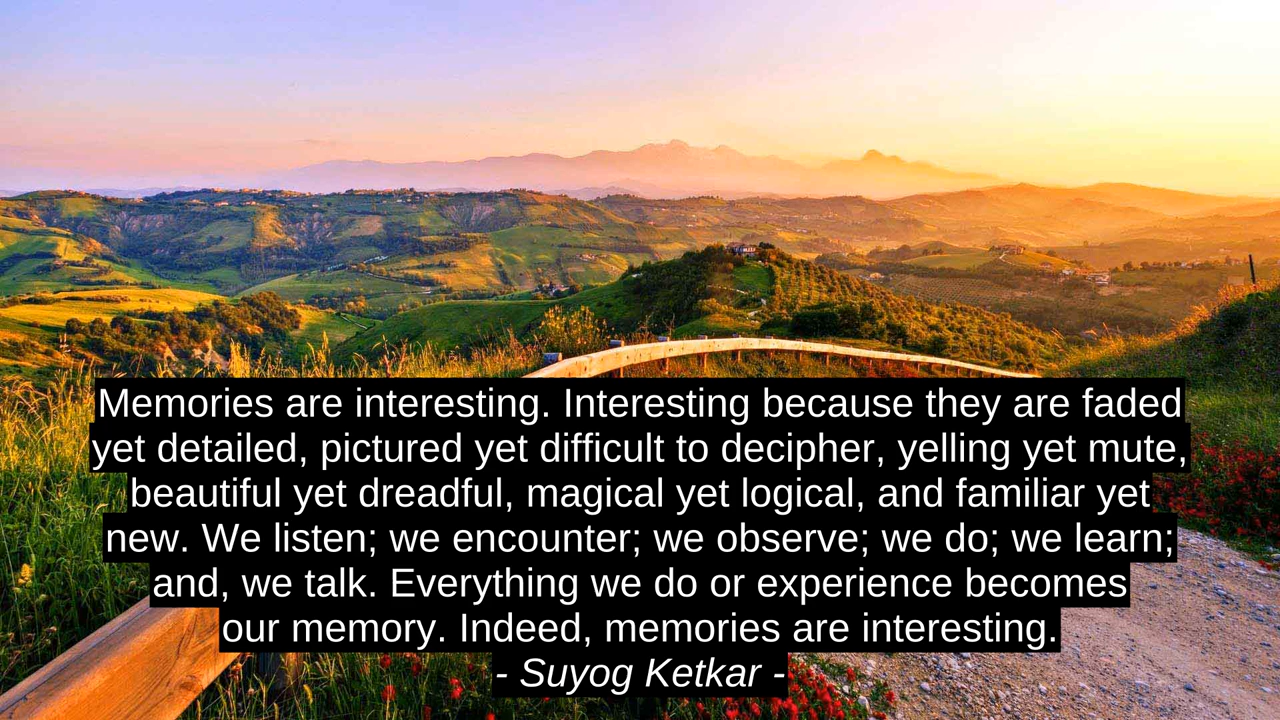 Memories are interesting. Interesting because they are faded
yet detailed, pictured yet difficult to decipher, yelling yet mute,
beautiful yet dreadful, magical yet logical, and familiar yet
new. We listen; we encounter; we observe; we do; we learn;
and, we talk. Everything we do or experience becomes
our memory. Indeed, memories are interesting.
- Suyog Ketkar -